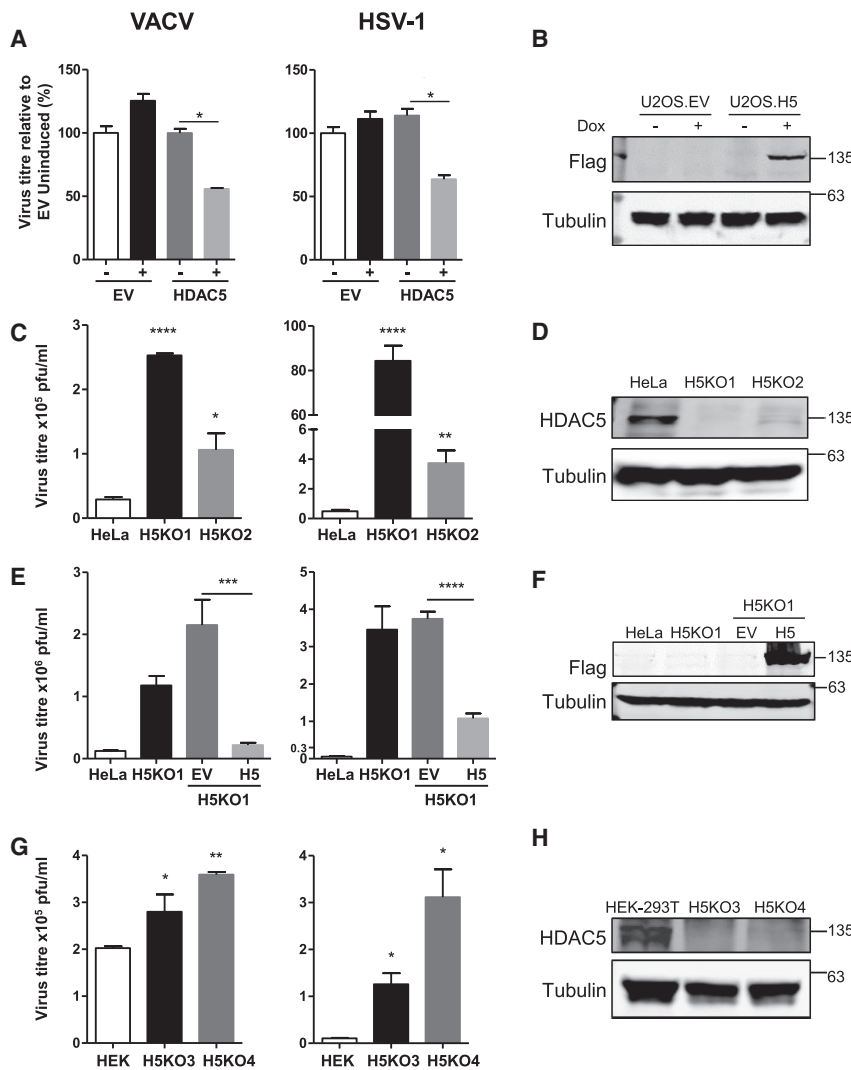 VACV
HSV-1
A
Virus titre relative to
EV Uninduced (%)
150
100
50
0
- + - +
EV HDAC5
*
150
100
50
0
- + - +
EV HDAC5
*
B
U2OS.EV U2OS.H5
Dox - + - +
Flag
135
63
Tubulin
C
Virus titre x10⁵ pfu/ml
3
2
1
0
****
*
HeLa H5KO1 H5KO2
100
80
60
6
4
2
0
****
**
HeLa H5KO1 H5KO2
D
HeLa H5KO1 H5KO2
HDAC5
135
63
Tubulin
E
Virus titre x10⁶ pfu/ml
3
2
1
0
***
HeLa H5KO1 EV H5
H5KO1
5
4
3
2
1
0.3
0
****
HeLa H5KO1 EV H5
H5KO1
F
H5KO1
HeLa H5KO1 EV H5
Flag
135
63
Tubulin
G
Virus titre x10⁵ pfu/ml
4
3
2
1
0
*
**
HEK H5KO3 H5KO4
4
3
2
1
0
*
*
HEK H5KO3 H5KO4
H
HEK-293T H5KO3 H5KO4
HDAC5
135
63
Tubulin